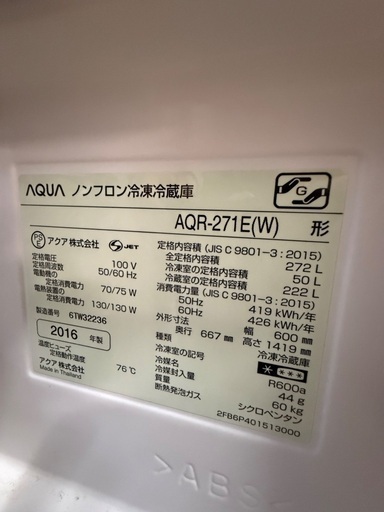 AQUA ノンフロン冷凍冷蔵庫
G
AQR-271E(W) 形
PS E アクア株式会社 JET
定格電圧 100 V
定格周波数 50/60 Hz
電動機の
定格消費電力 70/75 W
電熱装置の
定格消費電力 130/130 W
製造番号 6TW32236
2016 年製
温度ヒューズ
定格動作温度 76℃
アクア株式会社
Made in Thailand
定格内容積 (JIS C 9801-3 : 2015)
全定格内容積 272 L
冷凍室の定格内容積 50 L
冷蔵室の定格内容積 222 L
消費電力量 (JIS C 9801-3 : 2015)
50Hz 419 kWh/年
60Hz 426 kWh/年
外形寸法 幅 600 mm
奥行 667 mm 高さ 1419 mm
種類 冷凍冷蔵庫
冷凍室の記号
冷媒名 R600a
冷媒封入量 44 g
質量 60 kg
断熱発泡ガス シクロペンタン
2FB6P401513000
>ABS<